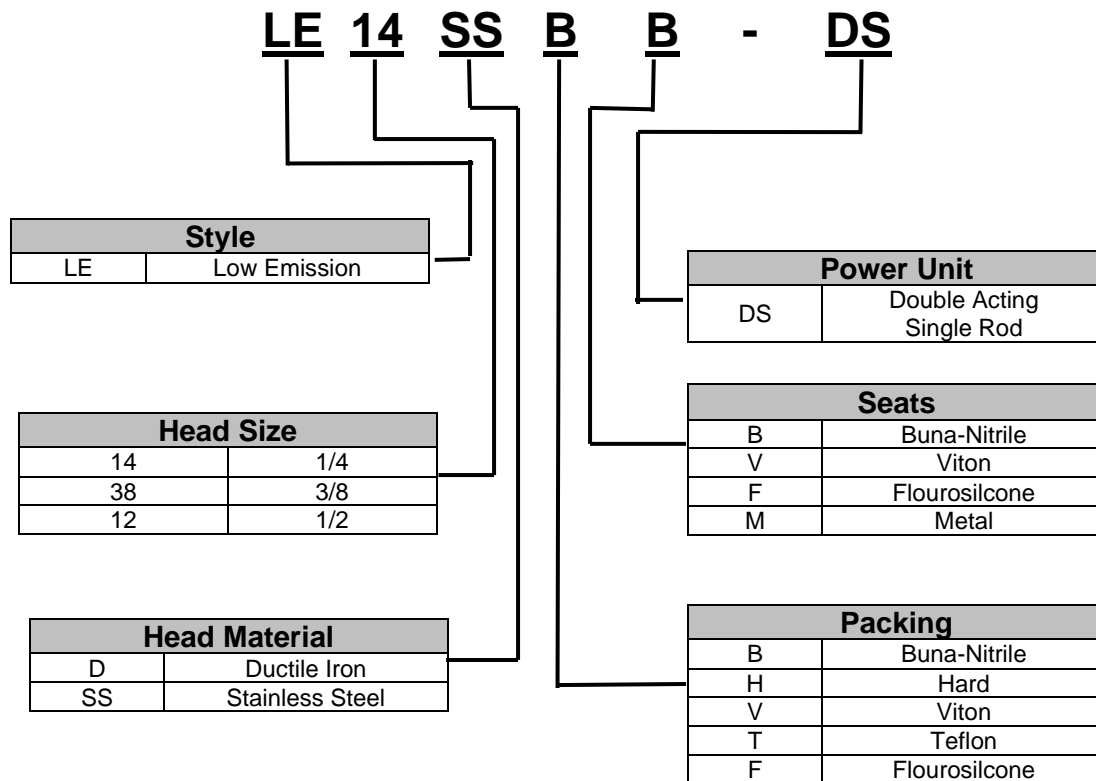 LE 14 SS B B - DS
Style
LE Low Emission
Power Unit
DS Double Acting
Single Rod
Head Size
14 1/4
38 3/8
12 1/2
Seats
B Buna-Nitrile
V Viton
F Flourosilcone
M Metal
Head Material
D Ductile Iron
SS Stainless Steel
Packing
B Buna-Nitrile
H Hard
V Viton
T Teflon
F Flourosilcone